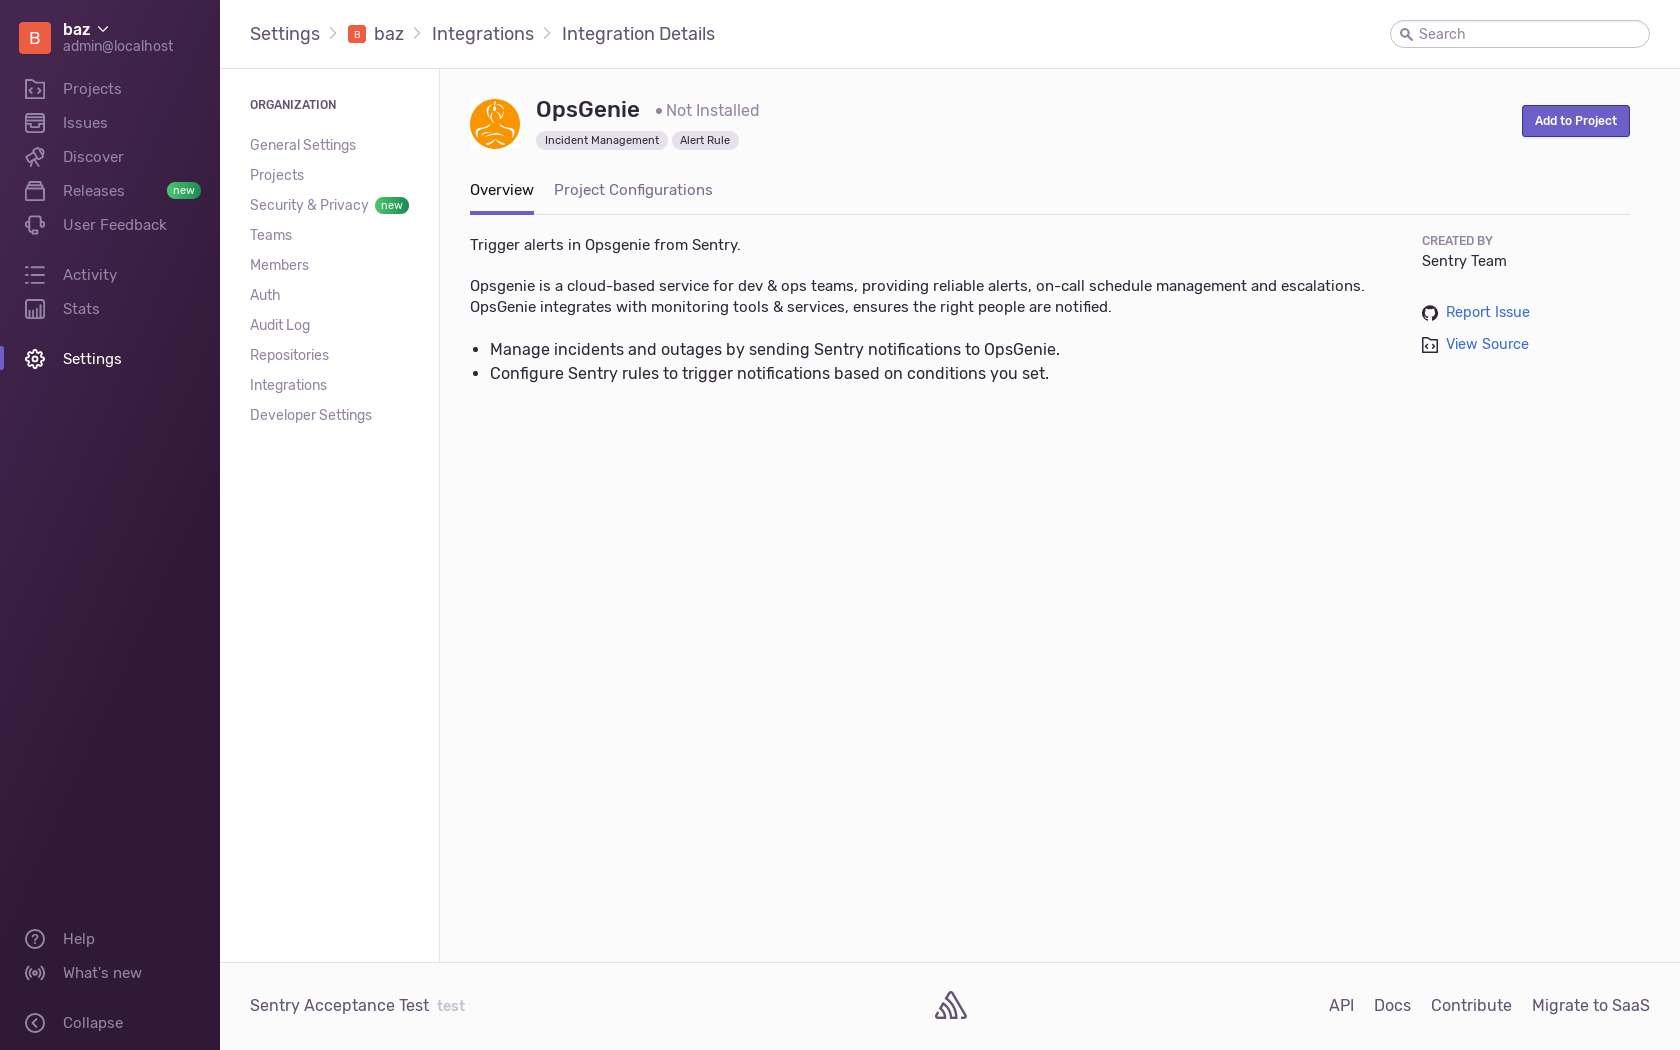 B
baz
admin@localhost
Projects
Issues
Discover
Releases new
User Feedback
Activity
Stats
Settings
Help
What's new
Collapse
Settings B baz Integrations Integration Details
Search
ORGANIZATION
General Settings
Projects
Security & Privacy new
Teams
Members
Auth
Audit Log
Repositories
Integrations
Developer Settings
OpsGenie Not Installed
Incident Management Alert Rule
Add to Project
Overview Project Configurations
Trigger alerts in Opsgenie from Sentry.
Opsgenie is a cloud-based service for dev & ops teams, providing reliable alerts, on-call schedule management and escalations.
OpsGenie integrates with monitoring tools & services, ensures the right people are notified.
• Manage incidents and outages by sending Sentry notifications to OpsGenie.
• Configure Sentry rules to trigger notifications based on conditions you set.
CREATED BY
Sentry Team
Report Issue
View Source
Sentry Acceptance Test test
API Docs Contribute Migrate to SaaS